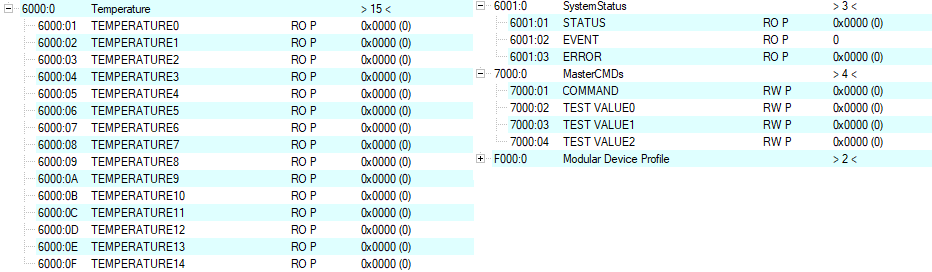 6000:0 Temperature > 15 <
6000:01 TEMPERATURE0 RO P 0x0000 (0)
6000:02 TEMPERATURE1 RO P 0x0000 (0)
6000:03 TEMPERATURE2 RO P 0x0000 (0)
6000:04 TEMPERATURE3 RO P 0x0000 (0)
6000:05 TEMPERATURE4 RO P 0x0000 (0)
6000:06 TEMPERATURE5 RO P 0x0000 (0)
6000:07 TEMPERATURE6 RO P 0x0000 (0)
6000:08 TEMPERATURE7 RO P 0x0000 (0)
6000:09 TEMPERATURE8 RO P 0x0000 (0)
6000:0A TEMPERATURE9 RO P 0x0000 (0)
6000:0B TEMPERATURE10 RO P 0x0000 (0)
6000:0C TEMPERATURE11 RO P 0x0000 (0)
6000:0D TEMPERATURE12 RO P 0x0000 (0)
6000:0E TEMPERATURE13 RO P 0x0000 (0)
6000:0F TEMPERATURE14 RO P 0x0000 (0)
6001:0 SystemStatus > 3 <
6001:01 STATUS RO P 0x0000 (0)
6001:02 EVENT RO P 0
6001:03 ERROR RO P 0x0000 (0)
7000:0 MasterCMDs > 4 <
7000:01 COMMAND RW P 0x0000 (0)
7000:02 TEST VALUE0 RW P 0x0000 (0)
7000:03 TEST VALUE1 RW P 0x0000 (0)
7000:04 TEST VALUE2 RW P 0x0000 (0)
F000:0 Modular Device Profile > 2 <